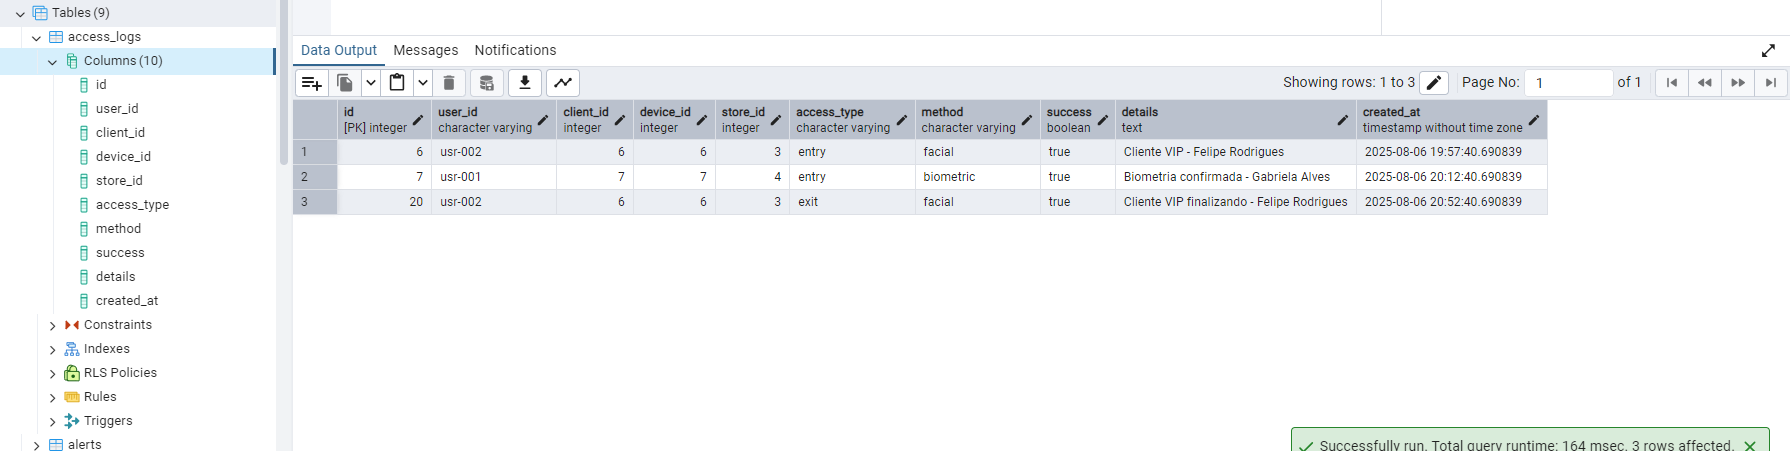 Tables (9)
access_logs
Columns (10)
id
user_id
client_id
device_id
store_id
access_type
method
success
details
created_at
Constraints
Indexes
RLS Policies
Rules
Triggers
alerts
Data Output Messages Notifications
Showing rows: 1 to 3 Page No: 1 of 1
id user_id client_id device_id store_id access_type method success details created_at
[PK] integer character varying integer integer integer character varying character varying boolean text timestamp without time zone
1 6 usr-002 6 6 3 entry facial true Cliente VIP - Felipe Rodrigues 2025-08-06 19:57:40.690839
2 7 usr-001 7 7 4 entry biometric true Biometria confirmada - Gabriela Alves 2025-08-06 20:12:40.690839
3 20 usr-002 6 6 3 exit facial true Cliente VIP finalizando - Felipe Rodrigues 2025-08-06 20:52:40.690839
Successfully run. Total query runtime: 164 msec. 3 rows affected.